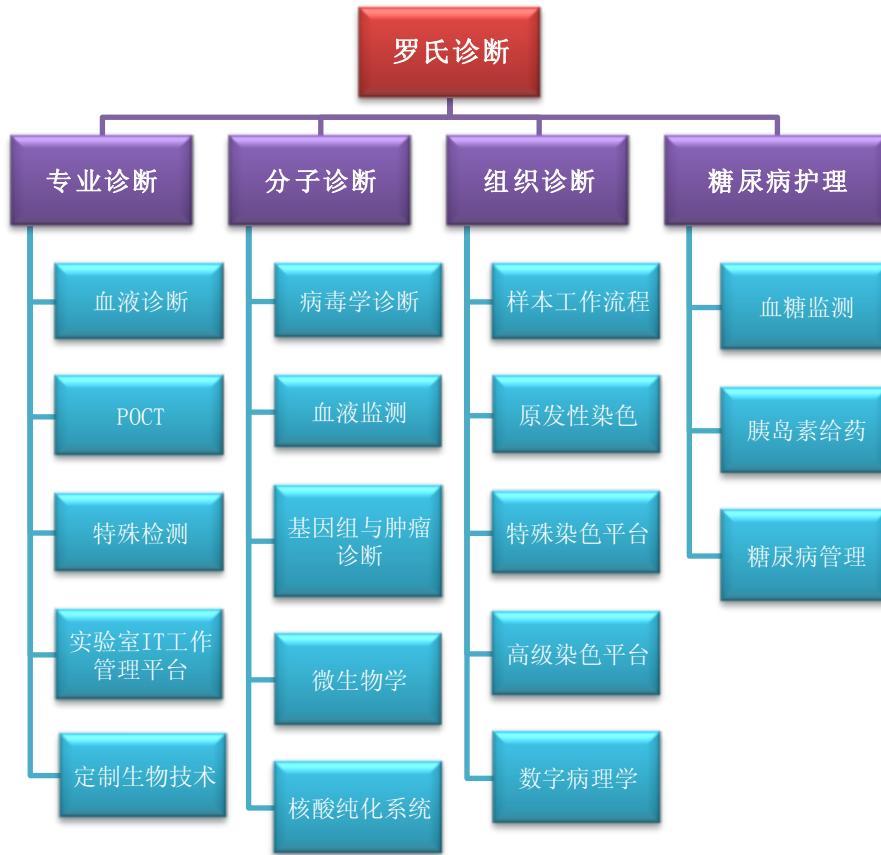 罗氏诊断
专业诊断
分子诊断
组织诊断
糖尿病护理
血液诊断
POCT
特殊检测
实验室IT工作
管理平台
定制生物技术
病毒学诊断
血液监测
基因组与肿瘤
诊断
微生物学
核酸纯化系统
样本工作流程
原发性染色
特殊染色平台
高级染色平台
数字病理学
血糖监测
胰岛素给药
糖尿病管理